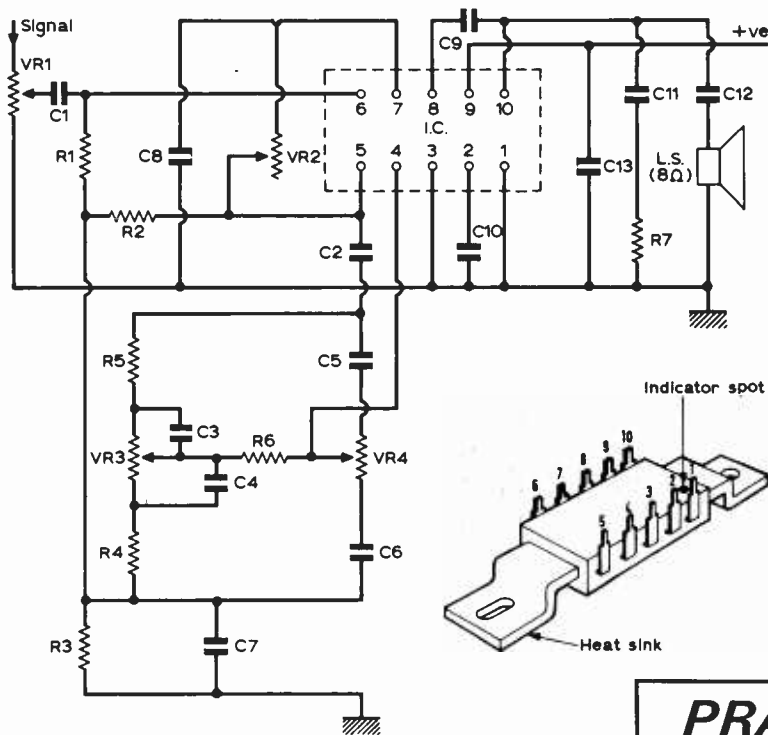 Signal
+ve
VR1
C1
C9
6 7 8 9 10
I.C.
C11
C12
R1
C8
VR2
5 4 3 2 1
L.S.
(8Ω)
C13
R2
C10
R7
C2
R5
C5
Indicator spot
C3
R6
VR3
VR4
C4
6 7 8 9 10
5 4 3 2 1
R4
C6
R3
C7
Heat sink
PRA